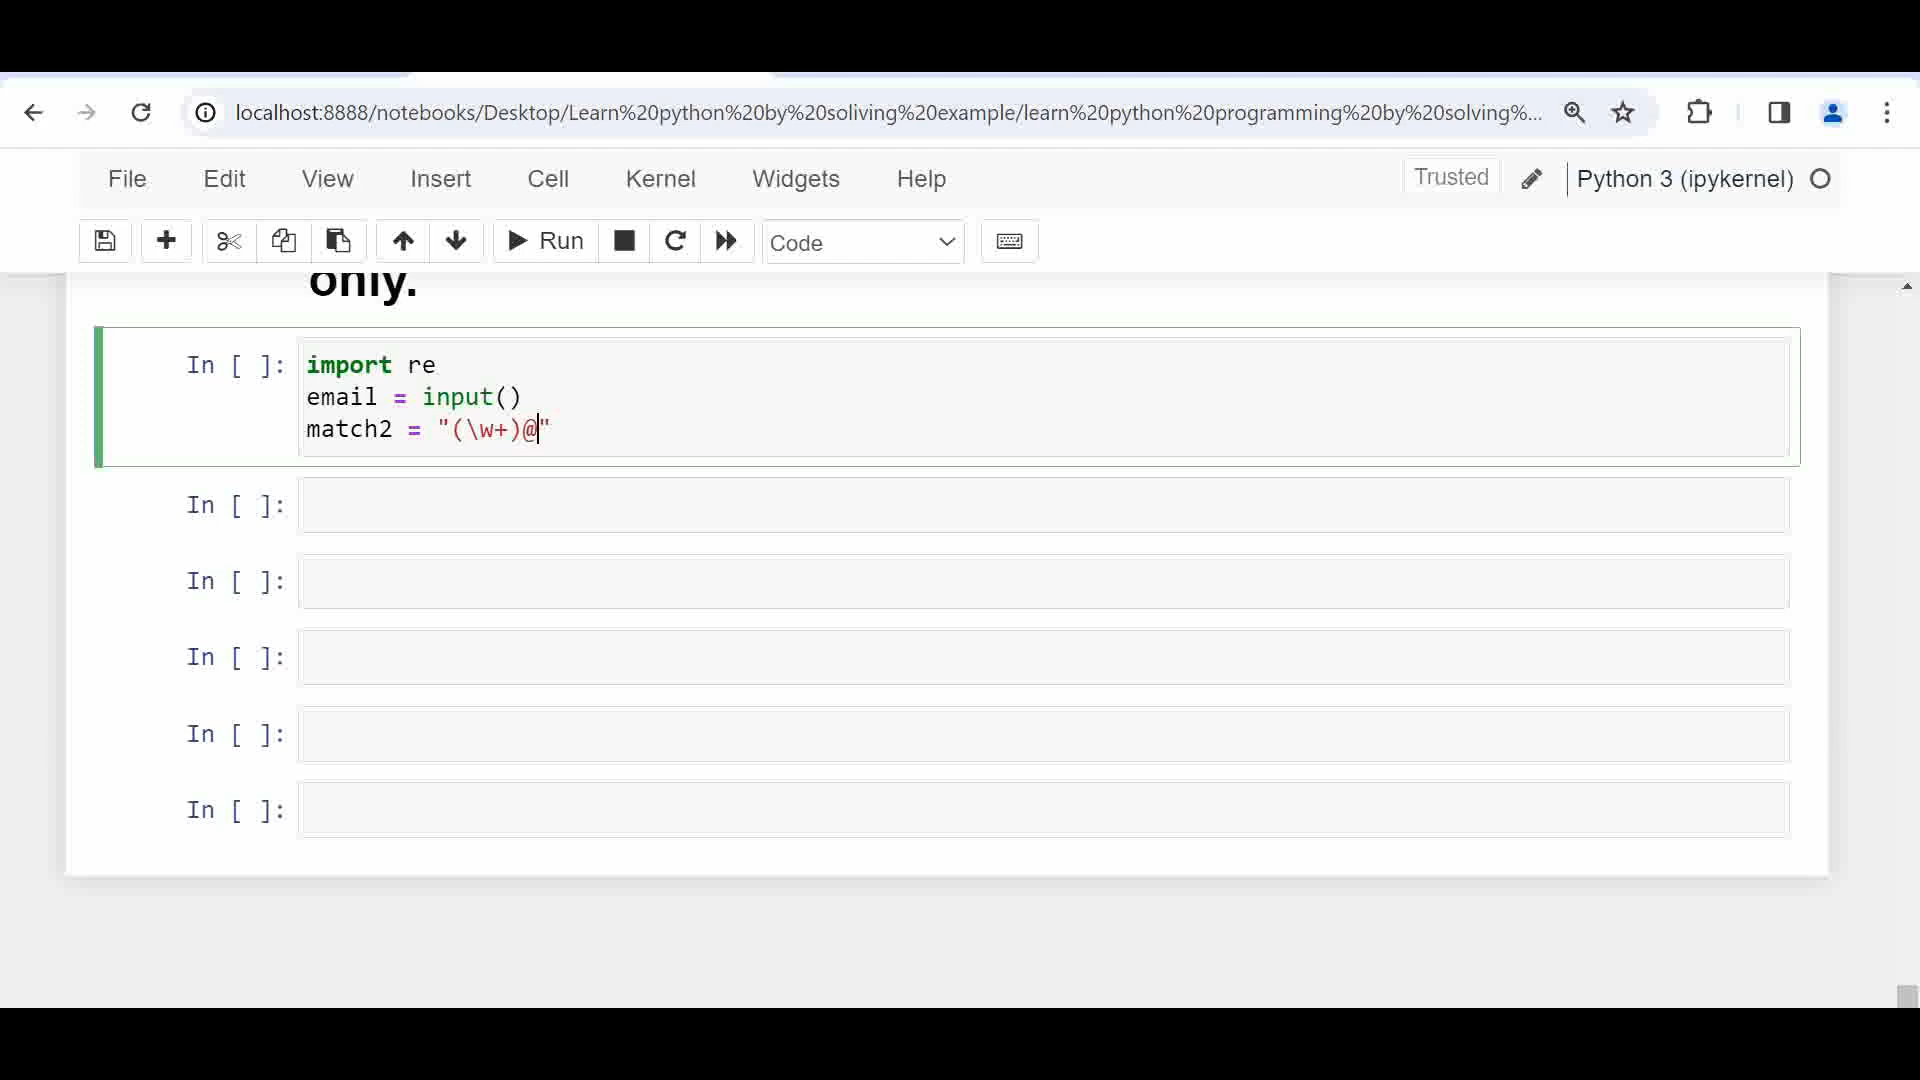 localhost:8888/notebooks/Desktop/Learn%20python%20by%20soliving%20example/learn%20python%20programming%20by%20solving%...
File Edit View Insert Cell Kernel Widgets Help Trusted Python 3 (ipykernel)
Run Code
only.
In [ ]: import re
email = input()
match2 = "(\w+)@"
In [ ]:
In [ ]:
In [ ]:
In [ ]:
In [ ]: